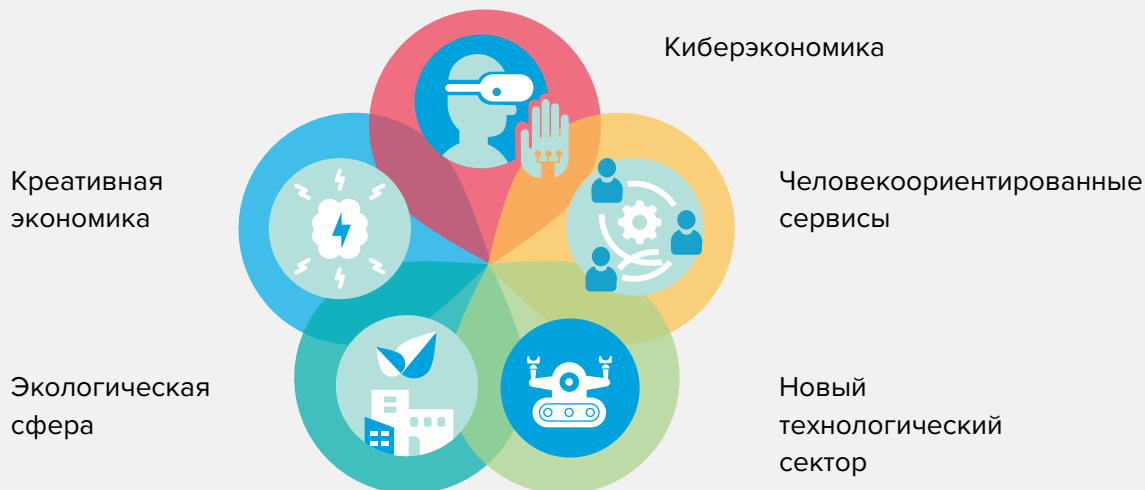 Киберэкономика
Креативная
экономика
Человекоориентированные
сервисы
Экологическая
сфера
Новый
технологический
сектор